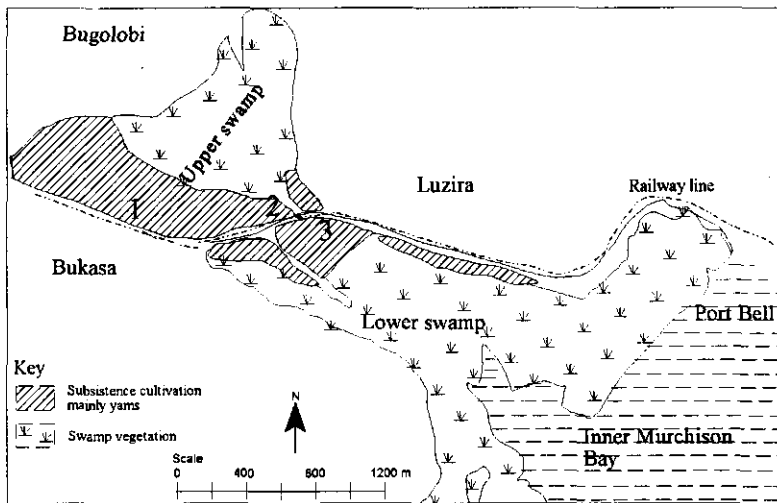 Bugolobi
Upper swamp
Luzira
Railway line
1
2
3
Bukasa
Port Bell
Lower swamp
Key
Subsistence cultivation
mainly yams
Swamp vegetation
N
Scale
0 400 800 1200 m
Inner Murchison
Bay